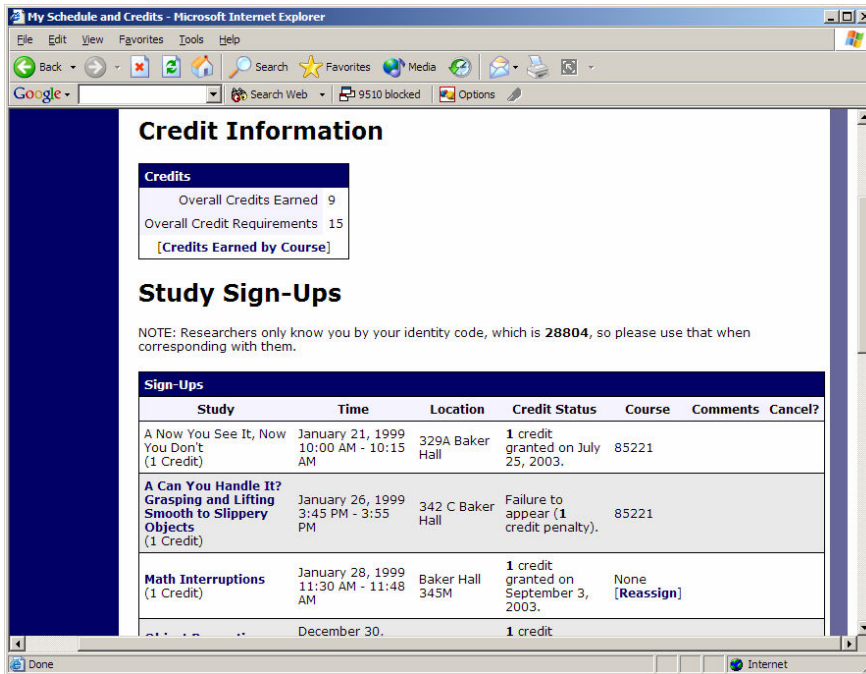 My Schedule and Credits - Microsoft Internet Explorer
File Edit View Favorites Tools Help
Back Search Favorites Media
Google Search Web 9510 blocked Options
Credit Information
Credits
Overall Credits Earned 9
Overall Credit Requirements 15
[Credits Earned by Course]
Study Sign-Ups
NOTE: Researchers only know you by your identity code, which is 28804, so please use that when
corresponding with them.
Sign-Ups
Study Time Location Credit Status Course Comments Cancel?
A Now You See It, Now
You Don't
(1 Credit)
January 21, 1999
10:00 AM - 10:15
AM
329A Baker
Hall
1 credit
granted on July
25, 2003.
85221
A Can You Handle It?
Grasping and Lifting
Smooth to Slippery
Objects
(1 Credit)
January 26, 1999
3:45 PM - 3:55
PM
342 C Baker
Hall
Failure to
appear (1
credit penalty).
85221
Math Interruptions
(1 Credit)
January 28, 1999
11:30 AM - 11:48
AM
Baker Hall
345M
1 credit
granted on
September 3,
2003.
None
[Reassign]
December 30,
1 credit
Done Internet